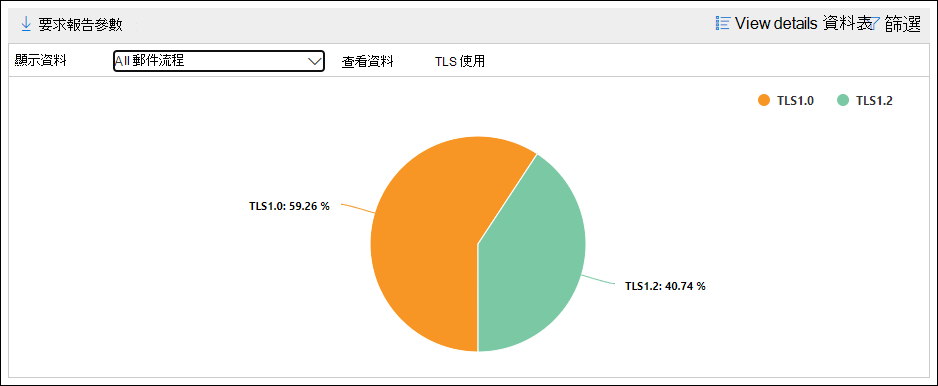 要求報告參數
View details 資料表
篩選
顯示資料
All 郵件流程
查看資料
TLS 使用
TLS1.0
TLS1.2
TLS1.0: 59.26 %
TLS1.2: 40.74 %